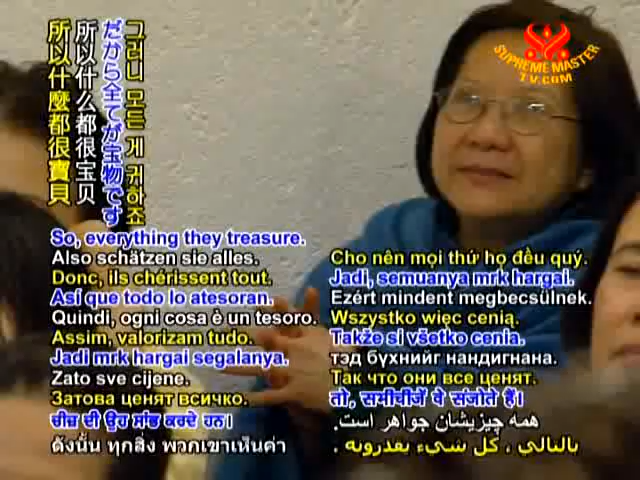 SUPREME MASTER
TV.COM
그러니 모든 게 귀하죠
だから全てが宝物です
所以什么都很宝贝
所以什麼都很寶貝
So, everything they treasure.
Also schätzen sie alles.
Donc, ils chérissent tout.
Así que todo lo atesoran.
Quindi, ogni cosa è un tesoro.
Assim, valorizam tudo.
Jadi mrk hargai segalanya.
Zato sve cijene.
Затова ценят всичко.
ਚੀਜ਼ ਦੀ ਉਹ ਸਾਂਭ ਕਰਦੇ ਹਨ।
ดังนั้น ทุกสิ่ง พวกเขาเห็นค่า
Cho nên mọi thứ họ đều quý.
Jadi, semuanya mrk hargai.
Ezért mindent megbecsülnek.
Wszystko więc cenią.
Takže si všetko cenia.
тэд бүхнийг нандигнана.
Так что они все ценят.
तो, सभीचीजें वे संजोते हैं।
همه چیزیشان جواهر است.
بالتالي ، كل شيء يقدرونه .